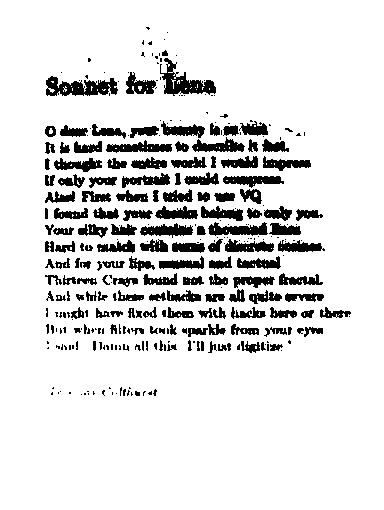 Sonnet for Lena
O dear Lena, your beauty is so vast
It is hard sometimes to describe it fast.
I thought the entire world I would impress
If only your portrait I could compress.
Alas! First when I tried to use VQ
I found that your cheeks belong to only you.
Your silky hair contains a thousand lines
Hard to match with sums of discrete cosines.
And for your lips, sensual and tactual
Thirteen Crays found not the proper fractal.
And while these setbacks are all quite severe
I might have fixed them with hacks here or there
But when filters took sparkle from your eyes
I said, Damn all this. I'll just digitize.'
Colthurst